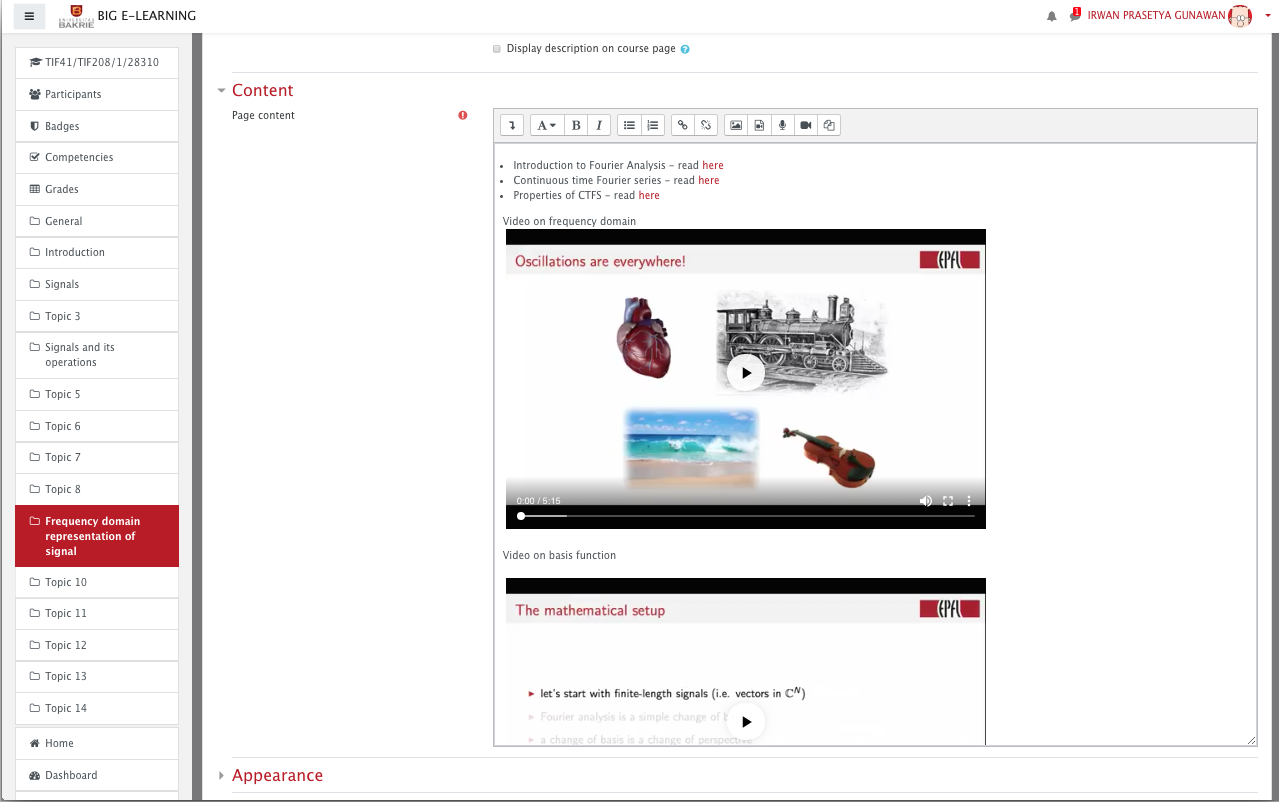 UNIVERSITAS
BAKRIE
BIG E-LEARNING
1
IRWAN PRASETYA GUNAWAN
TIF41/TIF208/1/28310
Participants
Badges
Competencies
Grades
General
Introduction
Signals
Topic 3
Signals and its
operations
Topic 5
Topic 6
Topic 7
Topic 8
Frequency domain
representation of
signal
Topic 10
Topic 11
Topic 12
Topic 13
Topic 14
Home
Dashboard
Display description on course page
Content
Page content
A B I
Introduction to Fourier Analysis – read here
Continuous time Fourier series – read here
Properties of CTFS – read here
Video on frequency domain
Oscillations are everywhere!
EPFL
0:00 / 5:15
Video on basis function
The mathematical setup
EPFL
let's start with finite-length signals (i.e. vectors in ℂᴺ)
Fourier analysis is a simple change of
a change of basis is a change of perspective
Appearance